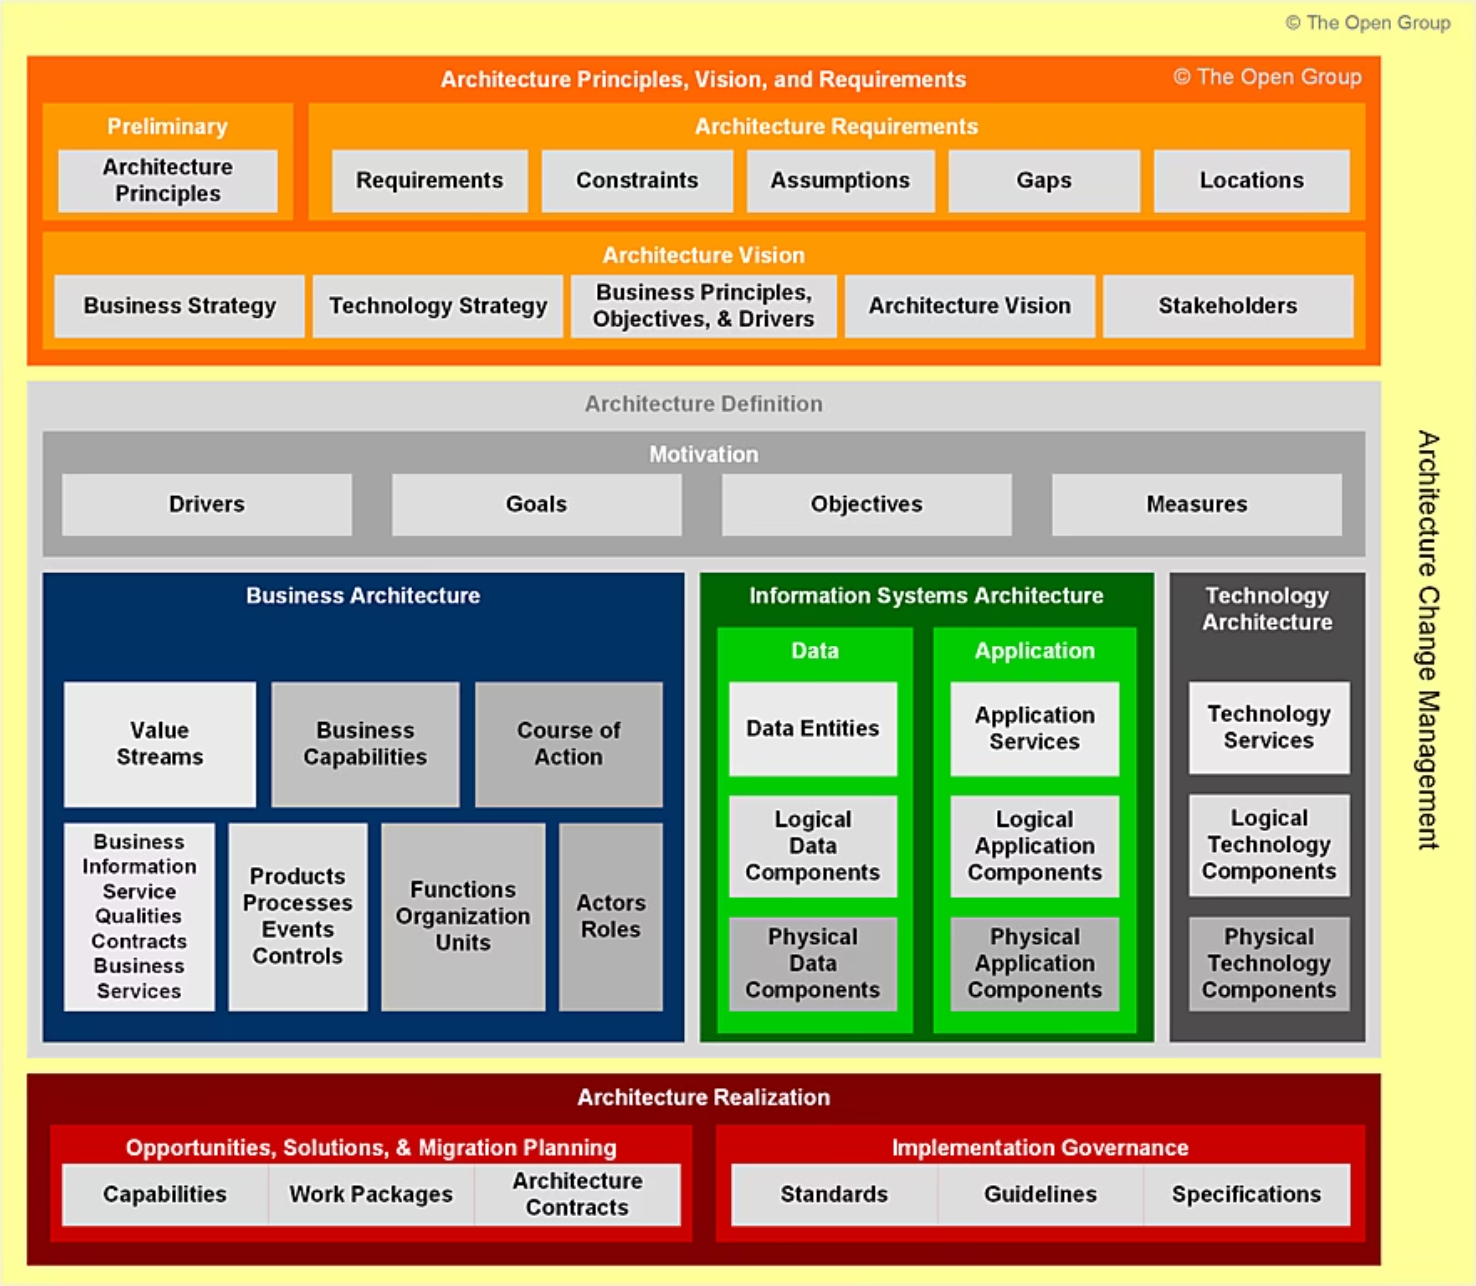 © The Open Group
Architecture Principles, Vision, and Requirements
© The Open Group
Preliminary
Architecture
Principles
Architecture Requirements
Requirements
Constraints
Assumptions
Gaps
Locations
Architecture Vision
Business Strategy
Technology Strategy
Business Principles,
Objectives, & Drivers
Architecture Vision
Stakeholders
Architecture Definition
Motivation
Drivers
Goals
Objectives
Measures
Business Architecture
Value
Streams
Business
Capabilities
Course of
Action
Business
Information
Service
Qualities
Contracts
Business
Services
Products
Processes
Events
Controls
Functions
Organization
Units
Actors
Roles
Information Systems Architecture
Data
Data Entities
Logical
Data
Components
Physical
Data
Components
Application
Application
Services
Logical
Application
Components
Physical
Application
Components
Technology
Architecture
Technology
Services
Logical
Technology
Components
Physical
Technology
Components
Architecture Realization
Opportunities, Solutions, & Migration Planning
Capabilities
Work Packages
Architecture
Contracts
Implementation Governance
Standards
Guidelines
Specifications
Architecture Change Management